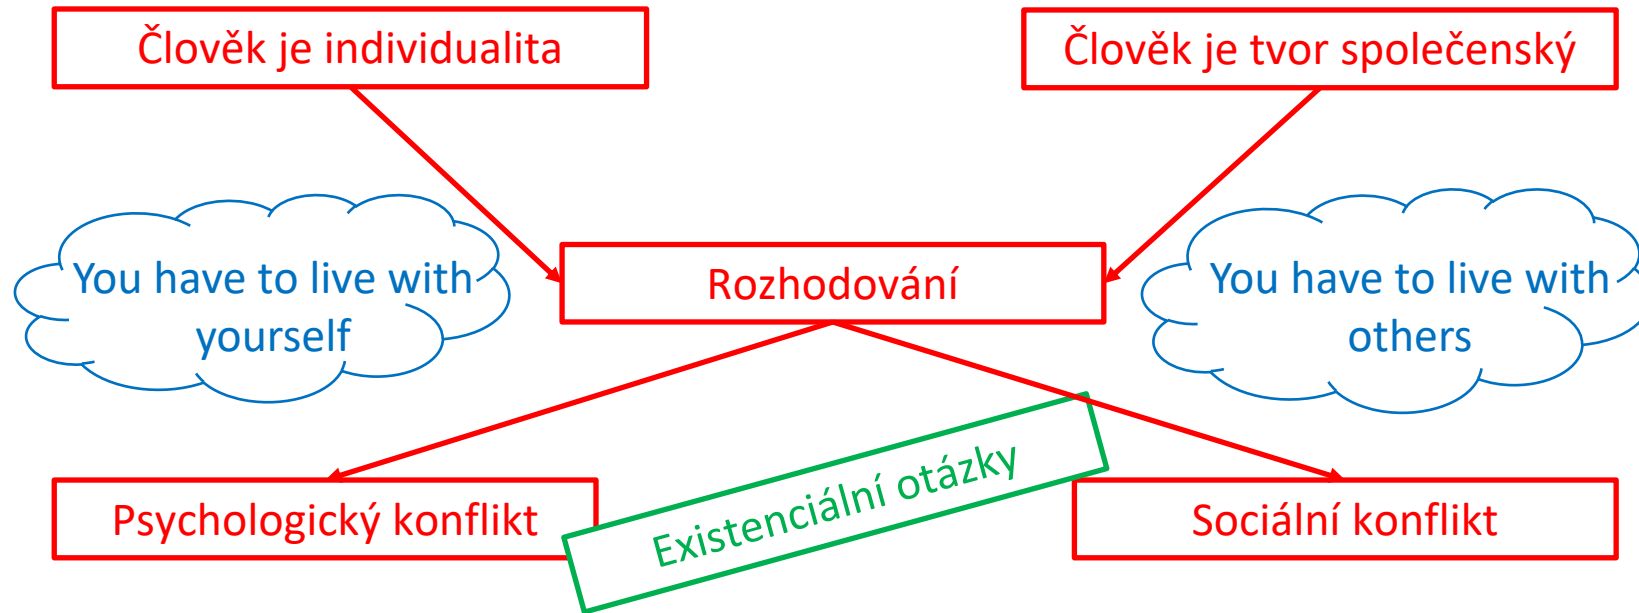 Člověk je individualita
Člověk je tvor společenský
You have to live with
yourself
Rozhodování
You have to live with
others
Psychologický konflikt
Existenciální otázky
Sociální konflikt